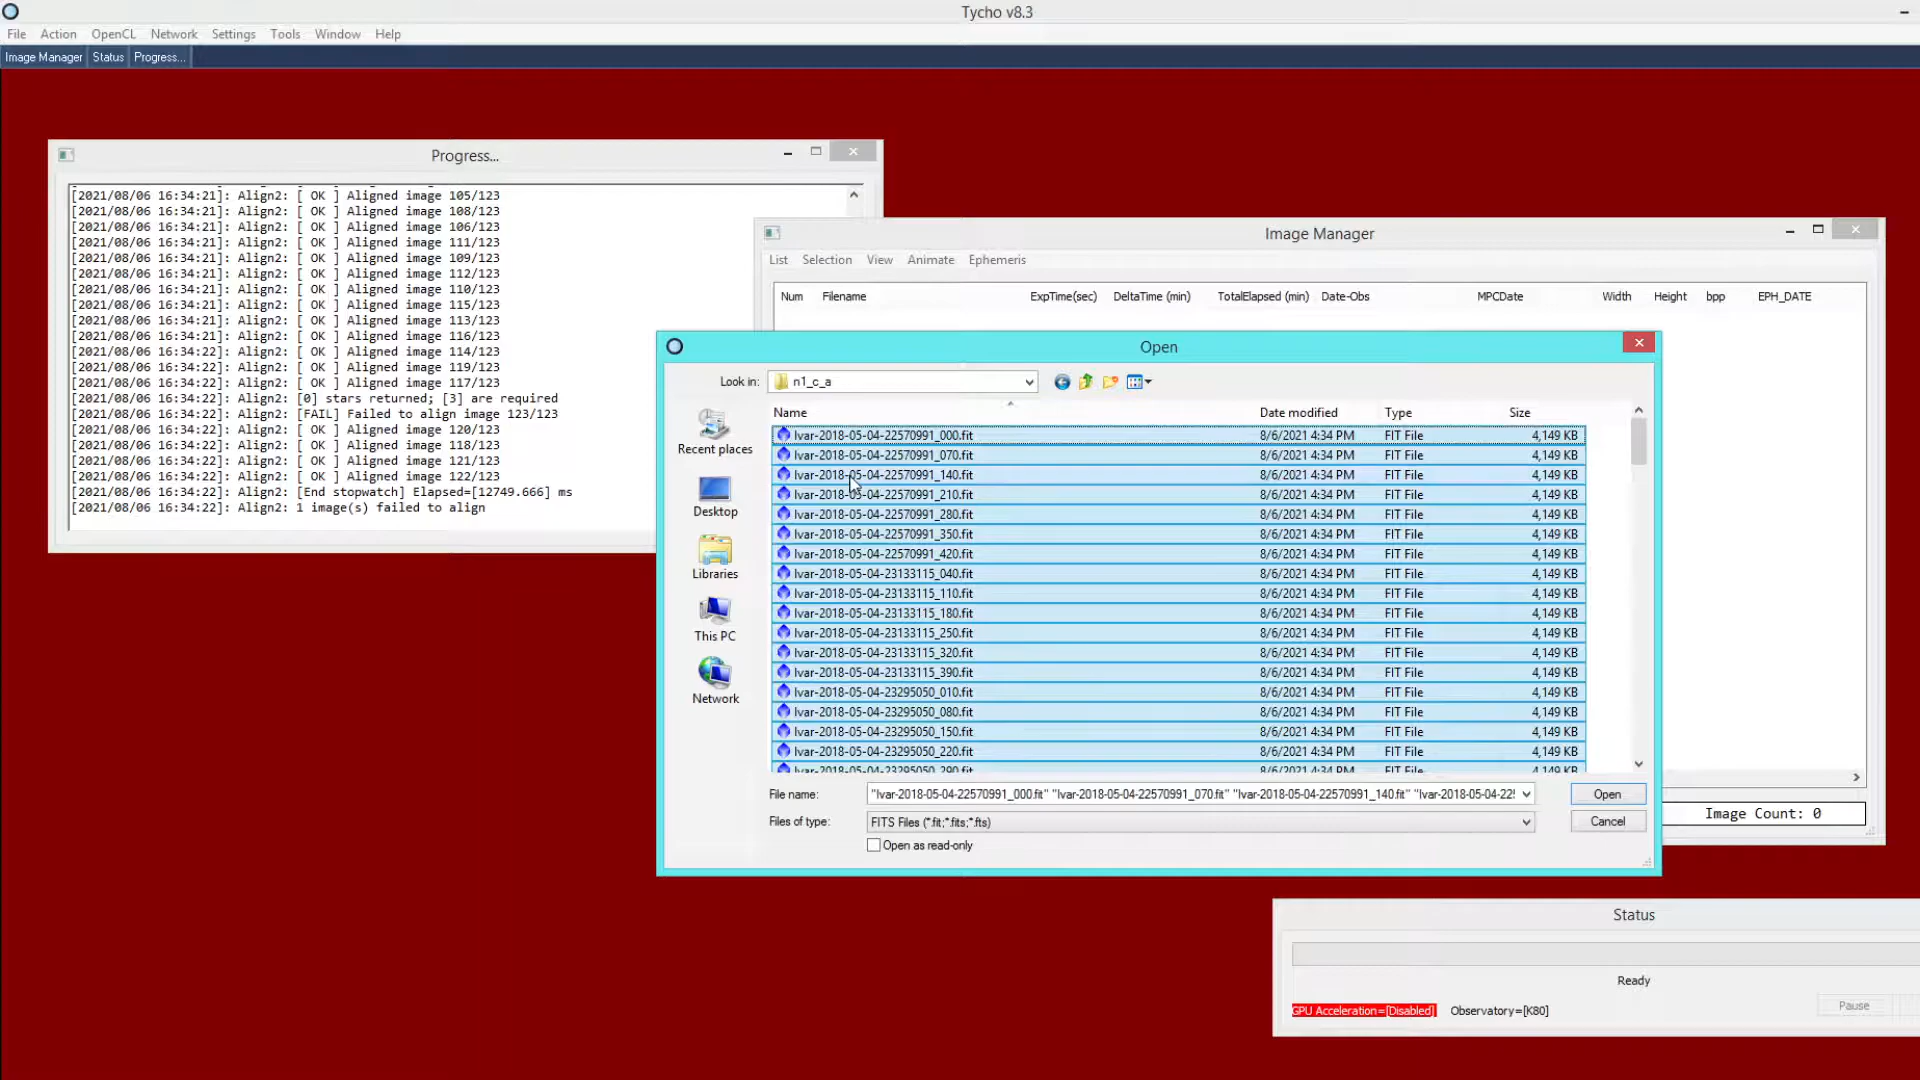 Tycho v8.3
File Action OpenCL Network Settings Tools Window Help
Image Manager Status Progress...
Progress...
[2021/08/06 16:34:21]: Align2: [ OK ] Aligned image 105/123
[2021/08/06 16:34:21]: Align2: [ OK ] Aligned image 108/123
[2021/08/06 16:34:21]: Align2: [ OK ] Aligned image 106/123
[2021/08/06 16:34:21]: Align2: [ OK ] Aligned image 111/123
[2021/08/06 16:34:21]: Align2: [ OK ] Aligned image 109/123
[2021/08/06 16:34:21]: Align2: [ OK ] Aligned image 112/123
[2021/08/06 16:34:21]: Align2: [ OK ] Aligned image 110/123
[2021/08/06 16:34:21]: Align2: [ OK ] Aligned image 115/123
[2021/08/06 16:34:21]: Align2: [ OK ] Aligned image 113/123
[2021/08/06 16:34:21]: Align2: [ OK ] Aligned image 116/123
[2021/08/06 16:34:22]: Align2: [ OK ] Aligned image 114/123
[2021/08/06 16:34:22]: Align2: [ OK ] Aligned image 119/123
[2021/08/06 16:34:22]: Align2: [ OK ] Aligned image 117/123
[2021/08/06 16:34:22]: Align2: [0] stars returned; [3] are required
[2021/08/06 16:34:22]: Align2: [FAIL] Failed to align image 123/123
[2021/08/06 16:34:22]: Align2: [ OK ] Aligned image 120/123
[2021/08/06 16:34:22]: Align2: [ OK ] Aligned image 118/123
[2021/08/06 16:34:22]: Align2: [ OK ] Aligned image 121/123
[2021/08/06 16:34:22]: Align2: [ OK ] Aligned image 122/123
[2021/08/06 16:34:22]: Align2: [End stopwatch] Elapsed=[12749.666] ms
[2021/08/06 16:34:22]: Align2: 1 image(s) failed to align
Image Manager
List Selection View Animate Ephemeris
Num Filename ExpTime(sec) DeltaTime (min) TotalElapsed (min) Date-Obs MPCDate Width Height bpp EPH_DATE
Open
Look in: n1_c_a
Recent places
Desktop
Libraries
This PC
Network
Name Date modified Type Size
Ivar-2018-05-04-22570991_000.fit 8/6/2021 4:34 PM FIT File 4,149 KB
Ivar-2018-05-04-22570991_070.fit 8/6/2021 4:34 PM FIT File 4,149 KB
Ivar-2018-05-04-22570991_140.fit 8/6/2021 4:34 PM FIT File 4,149 KB
Ivar-2018-05-04-22570991_210.fit 8/6/2021 4:34 PM FIT File 4,149 KB
Ivar-2018-05-04-22570991_280.fit 8/6/2021 4:34 PM FIT File 4,149 KB
Ivar-2018-05-04-22570991_350.fit 8/6/2021 4:34 PM FIT File 4,149 KB
Ivar-2018-05-04-22570991_420.fit 8/6/2021 4:34 PM FIT File 4,149 KB
Ivar-2018-05-04-23133115_040.fit 8/6/2021 4:34 PM FIT File 4,149 KB
Ivar-2018-05-04-23133115_110.fit 8/6/2021 4:34 PM FIT File 4,149 KB
Ivar-2018-05-04-23133115_180.fit 8/6/2021 4:34 PM FIT File 4,149 KB
Ivar-2018-05-04-23133115_250.fit 8/6/2021 4:34 PM FIT File 4,149 KB
Ivar-2018-05-04-23133115_320.fit 8/6/2021 4:34 PM FIT File 4,149 KB
Ivar-2018-05-04-23133115_390.fit 8/6/2021 4:34 PM FIT File 4,149 KB
Ivar-2018-05-04-23295050_010.fit 8/6/2021 4:34 PM FIT File 4,149 KB
Ivar-2018-05-04-23295050_080.fit 8/6/2021 4:34 PM FIT File 4,149 KB
Ivar-2018-05-04-23295050_150.fit 8/6/2021 4:34 PM FIT File 4,149 KB
Ivar-2018-05-04-23295050_220.fit 8/6/2021 4:34 PM FIT File 4,149 KB
Ivar-2018-05-04-23295050_290.fit 8/6/2021 4:34 PM FIT File 4,149 KB
File name: "Ivar-2018-05-04-22570991_000.fit" "Ivar-2018-05-04-22570991_070.fit" "Ivar-2018-05-04-22570991_140.fit" "Ivar-2018-05-04-225
Open
Files of type: FITS Files (*.fit;*.fits;*.fts)
Cancel
Open as read-only
Image Count: 0
Status
Ready
GPU Acceleration=[Disabled] Observatory=[K80]
Pause